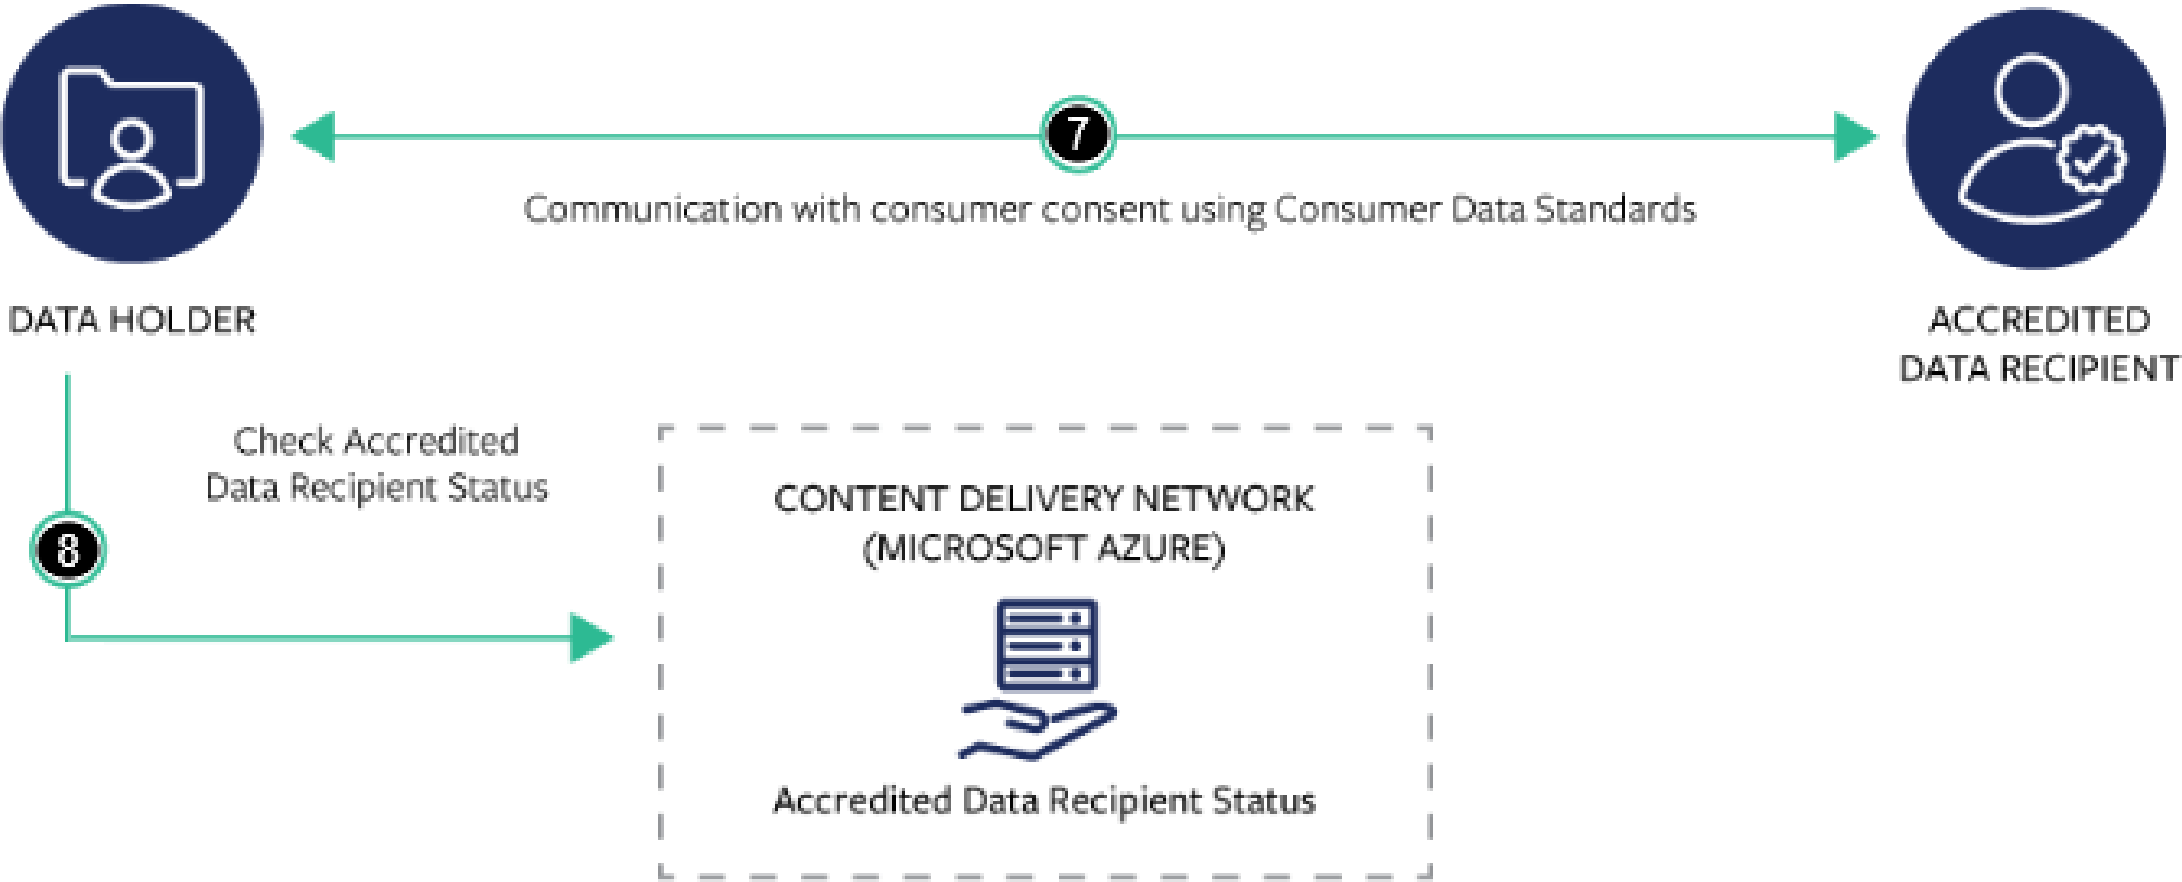 7
Communication with consumer consent using Consumer Data Standards
DATA HOLDER
ACCREDITED
DATA RECIPIENT
Check Accredited
Data Recipient Status
8
CONTENT DELIVERY NETWORK
(MICROSOFT AZURE)
Accredited Data Recipient Status